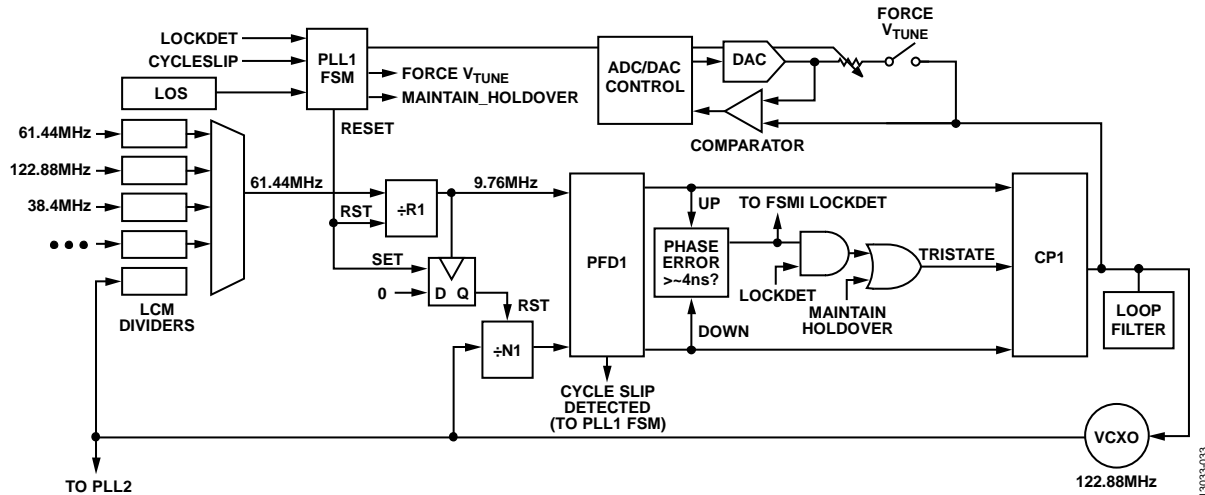 LOCKDET
CYCLESLIP
LOS
PLL1
FSM
FORCE VTUNE
MAINTAIN_HOLDOVER
RESET
ADC/DAC
CONTROL
DAC
COMPARATOR
FORCE
VTUNE
61.44MHz
122.88MHz
38.4MHz
LCM
DIVIDERS
61.44MHz
RST
÷R1
9.76MHz
SET
0
D Q
RST
÷N1
PFD1
CYCLE SLIP
DETECTED
(TO PLL1 FSM)
UP
TO FSMI LOCKDET
PHASE
ERROR
>~4ns?
DOWN
LOCKDET
MAINTAIN
HOLDOVER
TRISTATE
CP1
LOOP
FILTER
VCXO
122.88MHz
TO PLL2
13033-033